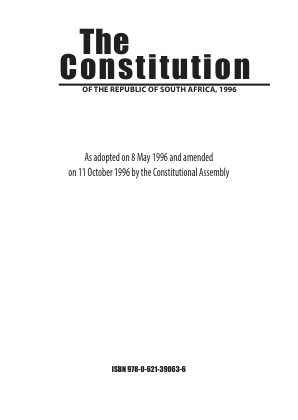 The
Constitution
OF THE REPUBLIC OF SOUTH AFRICA, 1996
As adopted on 8 May 1996 and amended
on 11 October 1996 by the Constitutional Assembly
ISBN 978-0-621-39063-6